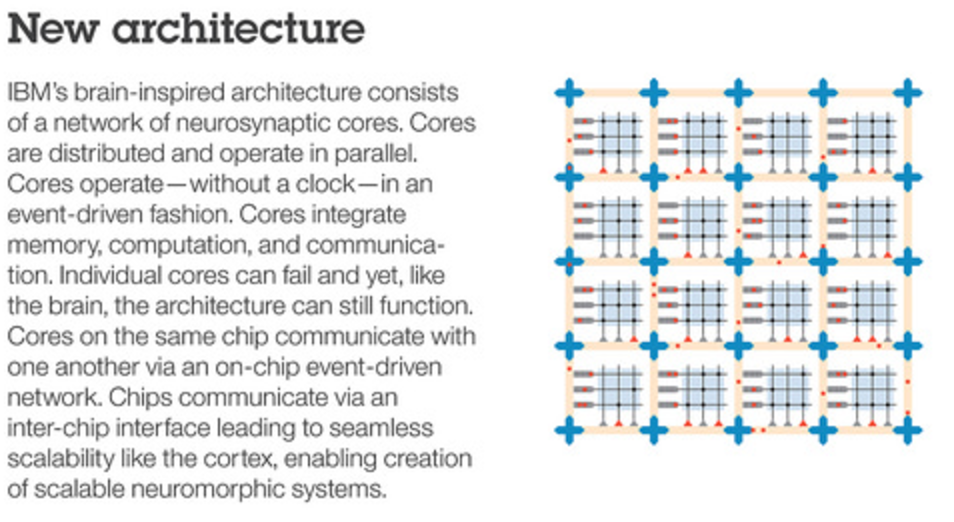 New architecture
IBM's brain-inspired architecture consists
of a network of neurosynaptic cores. Cores
are distributed and operate in parallel.
Cores operate—without a clock—in an
event-driven fashion. Cores integrate
memory, computation, and communica-
tion. Individual cores can fail and yet, like
the brain, the architecture can still function.
Cores on the same chip communicate with
one another via an on-chip event-driven
network. Chips communicate via an
inter-chip interface leading to seamless
scalability like the cortex, enabling creation
of scalable neuromorphic systems.